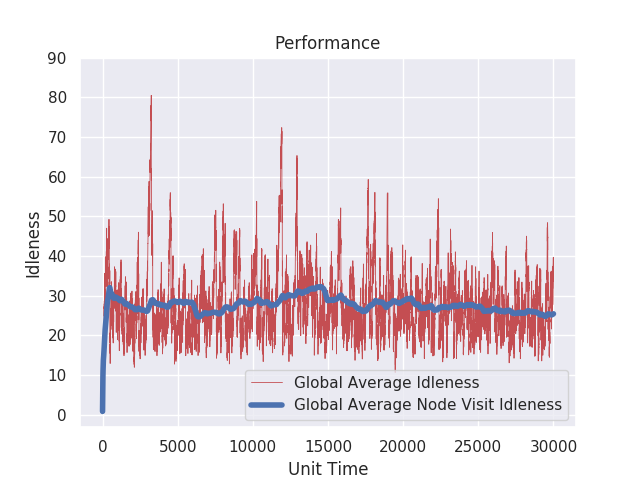 Performance
90
80
70
60
50
40
30
20
10
0
Idleness
Global Average Idleness
Global Average Node Visit Idleness
0 5000 10000 15000 20000 25000 30000
Unit Time